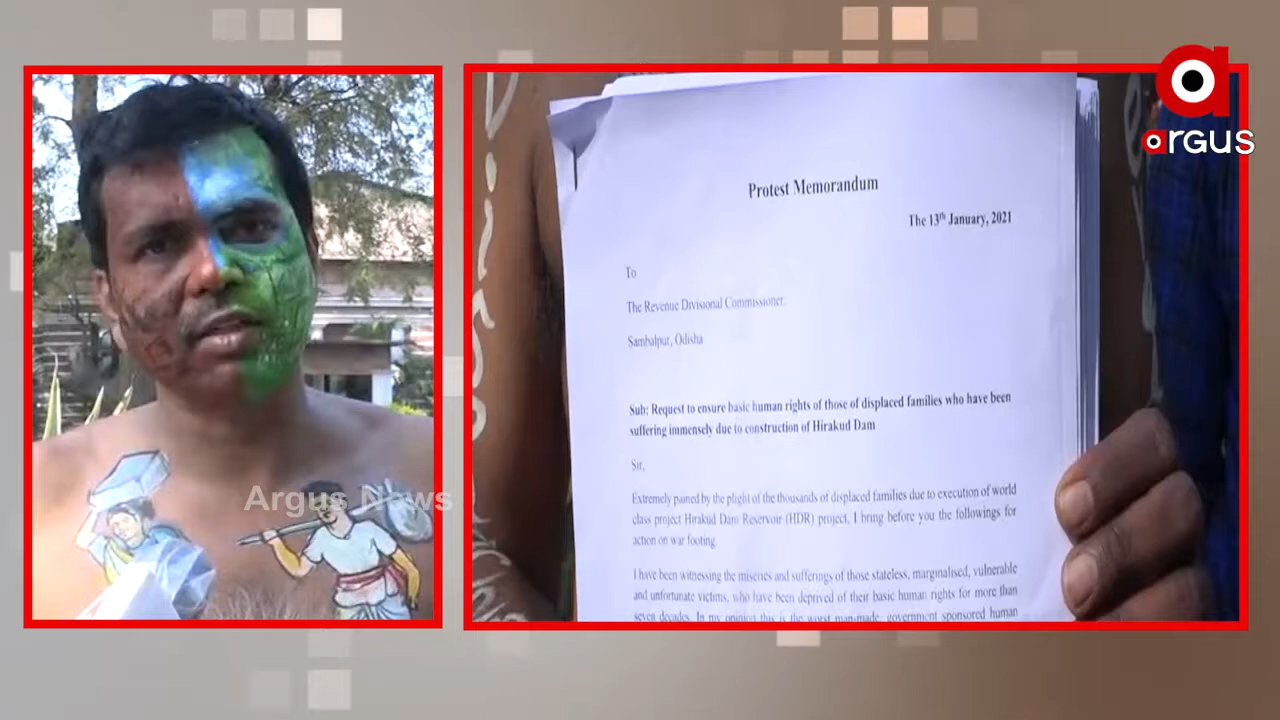 argus
Argus News
Protest Memorandum
The 13th January, 2021
To
The Revenue Divisional Commissioner,
Sambalpur, Odisha
Sub: Request to ensure basic human rights of those of displaced families who have been
suffering immensely due to construction of Hirakud Dam
Sir,
Extremely pained by the plight of the thousands of displaced families due to execution of world
class project Hirakud Dam Reservoir (HDR) project, I bring before you the followings for
action on war footing.
I have been witnessing the miseries and sufferings of those stateless, marginalised, vulnerable
and unfortunate victims, who have been deprived of their basic human rights for more than
seven decades. In my opinion this is the worst man-made, government sponsored human